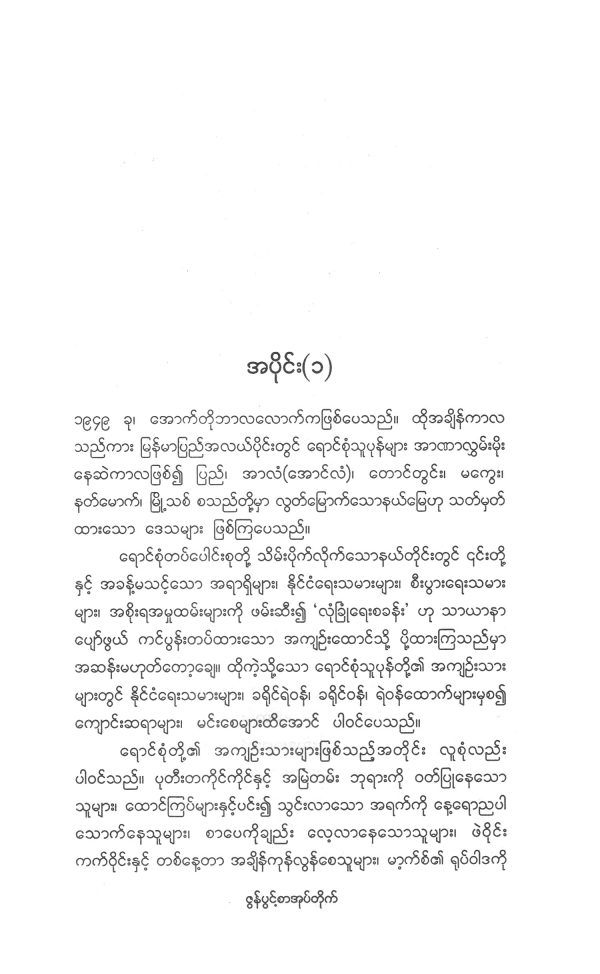 အပိုင်း(၁)
၁၉၄၉ ခု၊ အောက်တိုဘာလလောက်ကဖြစ်ပေသည်။ ထိုအချိန်ကာလ
သည်ကား မြန်မာပြည်အလယ်ပိုင်းတွင် ရောင်စုံသူပုန်များ အာဏာလွှမ်းမိုး
နေဆဲကာလဖြစ်၍ ပြည်၊ အာလံ(အောင်လံ)၊ တောင်တွင်း၊ မကွေး၊
နတ်မောက်၊ မြို့သစ် စသည်တို့မှာ လွတ်မြောက်သောနယ်မြေဟု သတ်မှတ်
ထားသော ဒေသများ ဖြစ်ကြပေသည်။
ရောင်စုံတပ်ပေါင်းစုတို့ သိမ်းပိုက်လိုက်သောနယ်တိုင်းတွင် ၎င်းတို့
နှင့် အခန့်မသင့်သော အရာရှိများ၊ နိုင်ငံရေးသမားများ၊ စီးပွားရေးသမား
များ၊ အစိုးရအမှုထမ်းများကို ဖမ်းဆီး၍ ‘လုံခြုံရေးစခန်း’ ဟု သာယာနာ
ပျော်ဖွယ် ကင်ပွန်းတပ်ထားသော အကျဉ်းထောင်သို့ ပို့ထားကြသည်မှာ
အဆန်းမဟုတ်တော့ချေ။ ထိုကဲ့သို့သော ရောင်စုံသူပုန်တို့၏ အကျဉ်းသား
များတွင် နိုင်ငံရေးသမားများ၊ ခရိုင်ရဲဝန်၊ ခရိုင်ဝန်၊ ရဲဝန်ထောက်များမှစ၍
ကျောင်းဆရာများ၊ မင်းစေများထိအောင် ပါဝင်ပေသည်။
ရောင်စုံတို့၏ အကျဉ်းသားများဖြစ်သည့်အတိုင်း လူစုံလည်း
ပါဝင်သည်။ ပုတီးတကိုင်ကိုင်နှင့် အမြဲတမ်း ဘုရားကို ဝတ်ပြုနေသော
သူများ၊ ထောင်ကြပ်များနှင့်ပင်း၍ သွင်းလာသော အရက်ကို နေ့ရောညပါ
သောက်နေသူများ၊ စာပေကိုချည်း လေ့လာနေသောသူများ၊ ဖဲဝိုင်း
ကက်ဝိုင်းနှင့် တစ်နေ့တာ အချိန်ကုန်လွန်စေသူများ၊ မာ့က်စ်၏ ရုပ်ဝါဒကို
ဇွန်ပွင့်စာအုပ်တိုက်